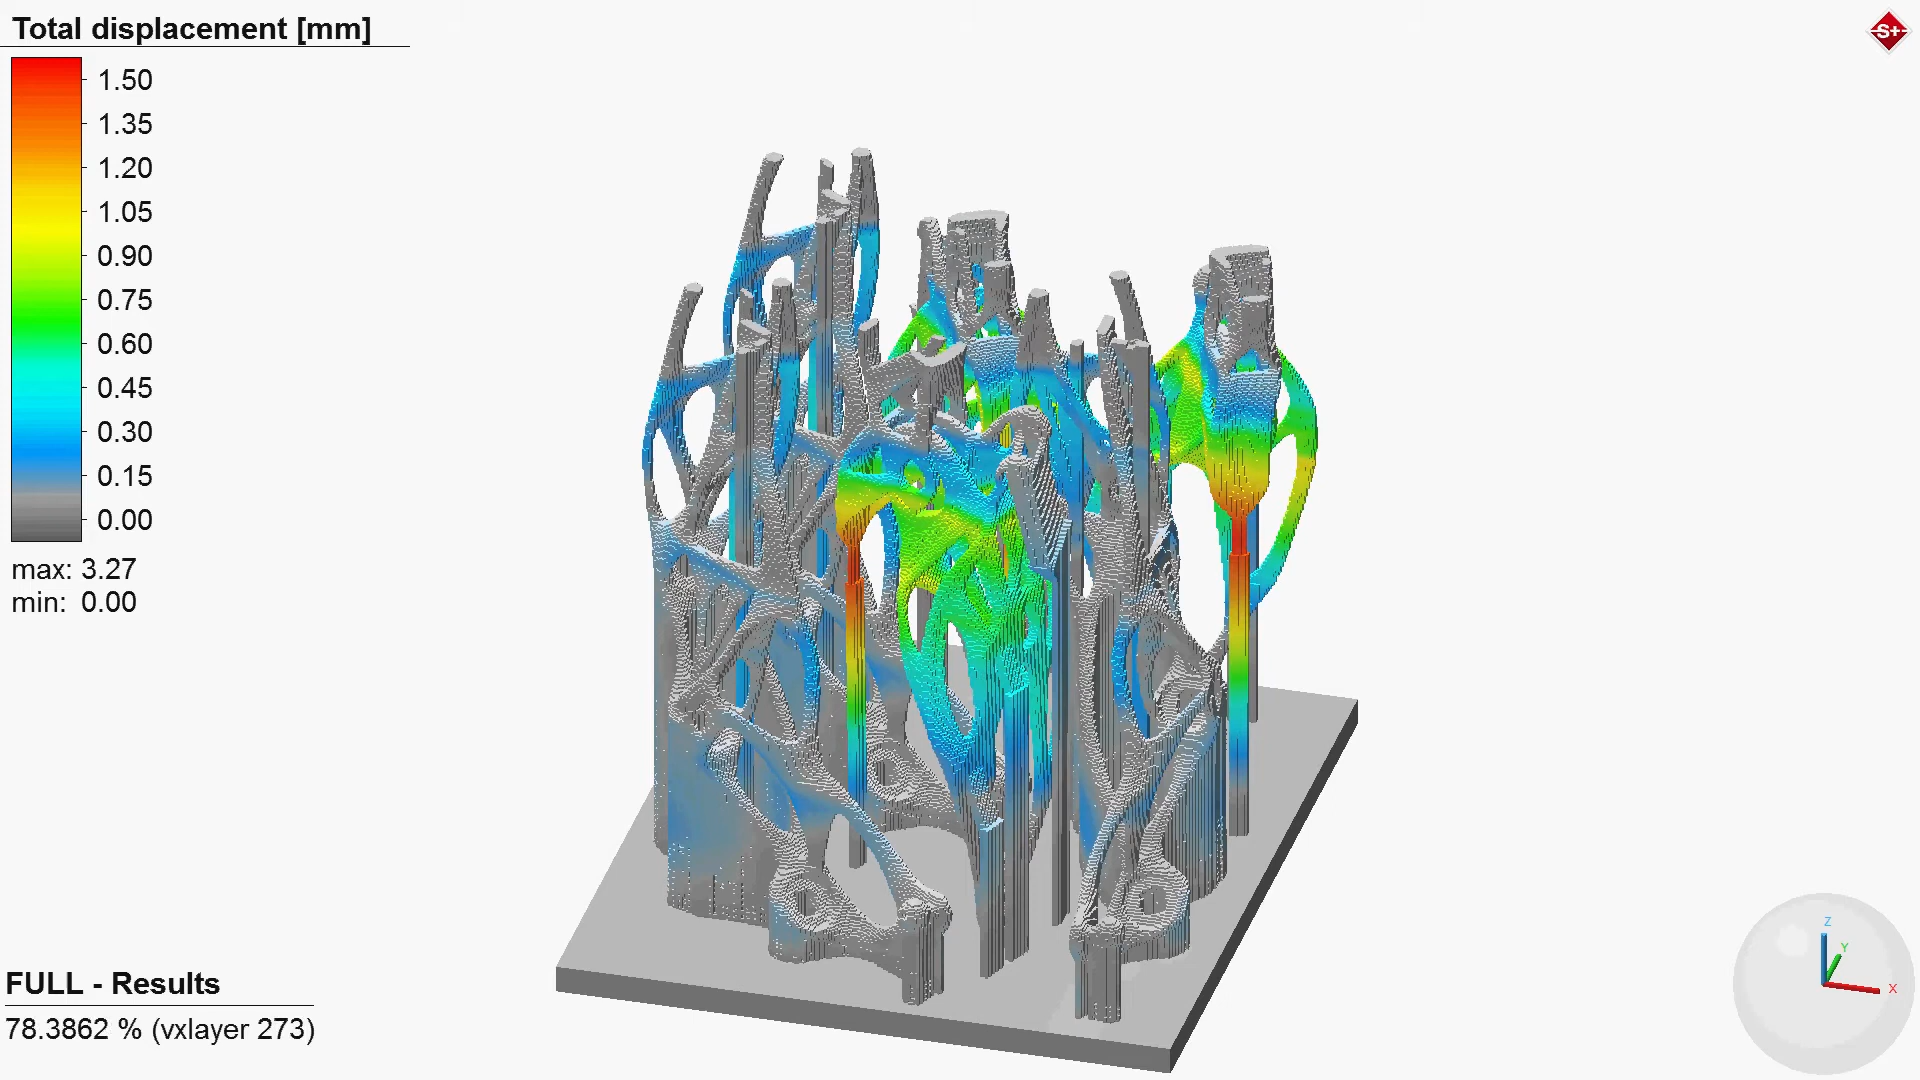 Total displacement [mm]
1.50
1.35
1.20
1.05
0.90
0.75
0.60
0.45
0.30
0.15
0.00
max: 3.27
min: 0.00
S+
FULL - Results
78.3862 % (vxlayer 273)
Z
Y
X